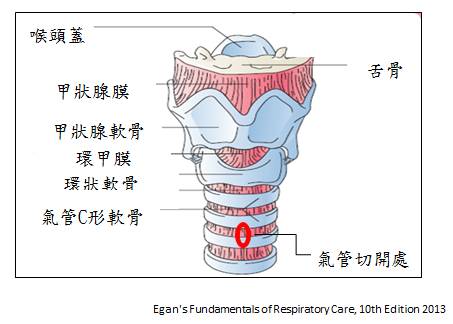 喉頭蓋
舌骨
甲狀腺膜
甲狀腺軟骨
環甲膜
環狀軟骨
氣管C形軟骨
氣管切開處
Egan's Fundamentals of Respiratory Care, 10th Edition 2013